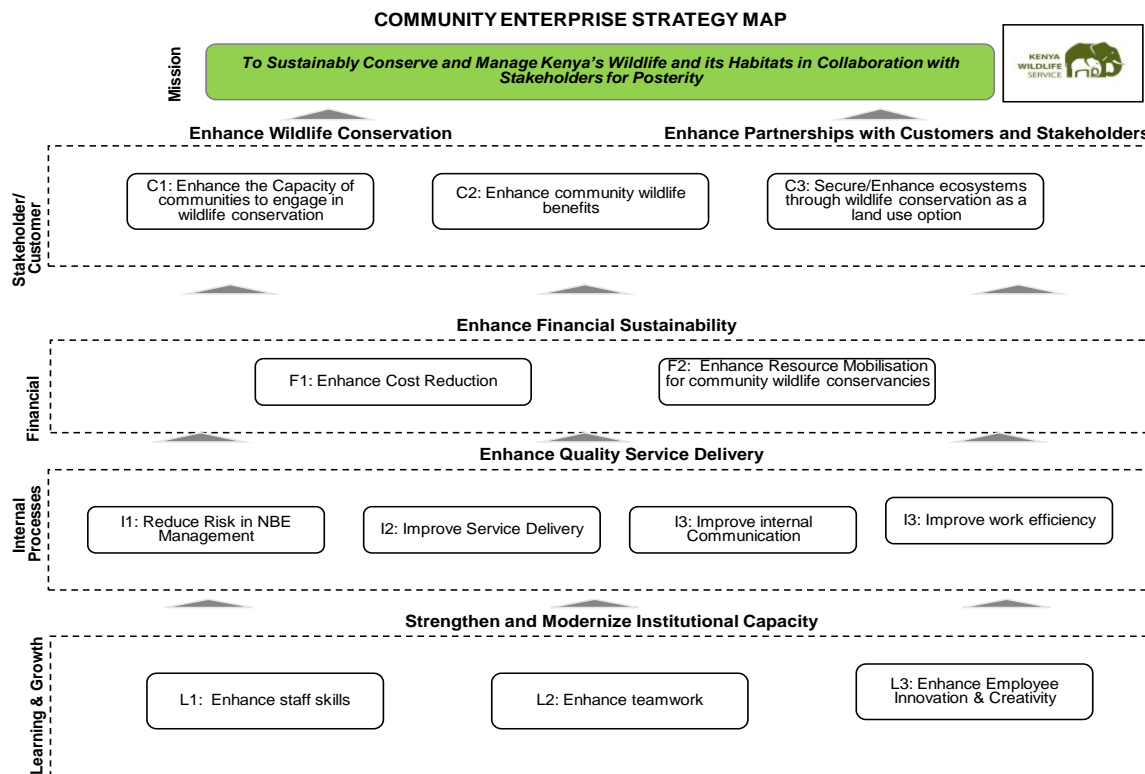 COMMUNITY ENTERPRISE STRATEGY MAP
Mission
To Sustainably Conserve and Manage Kenya's Wildlife and its Habitats in Collaboration with
Stakeholders for Posterity
KENYA
WILDLIFE
SERVICE
Enhance Wildlife Conservation
Enhance Partnerships with Customers and Stakeholders
Stakeholder/
Customer
C1: Enhance the Capacity of
communities to engage in
wildlife conservation
C2: Enhance community wildlife
benefits
C3: Secure/Enhance ecosystems
through wildlife conservation as a
land use option
Enhance Financial Sustainability
Financial
F1: Enhance Cost Reduction
F2: Enhance Resource Mobilisation
for community wildlife conservancies
Enhance Quality Service Delivery
Internal
Processes
I1: Reduce Risk in NBE
Management
I2: Improve Service Delivery
I3: Improve internal
Communication
I3: Improve work efficiency
Strengthen and Modernize Institutional Capacity
Learning & Growth
L1: Enhance staff skills
L2: Enhance teamwork
L3: Enhance Employee
Innovation & Creativity